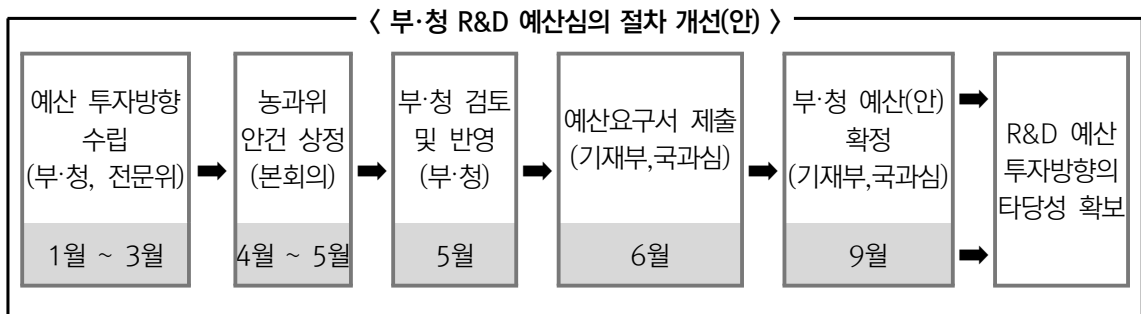 〈 부·청 R&D 예산심의 절차 개선(안) 〉
예산 투자방향
수립
(부·청, 전문위)
1월 ~ 3월
농과위
안건 상정
(본회의)
4월 ~ 5월
부·청 검토
및 반영
(부·청)
5월
예산요구서 제출
(기재부,국과심)
6월
부·청 예산(안)
확정
(기재부,국과심)
9월
R&D 예산
투자방향의
타당성 확보